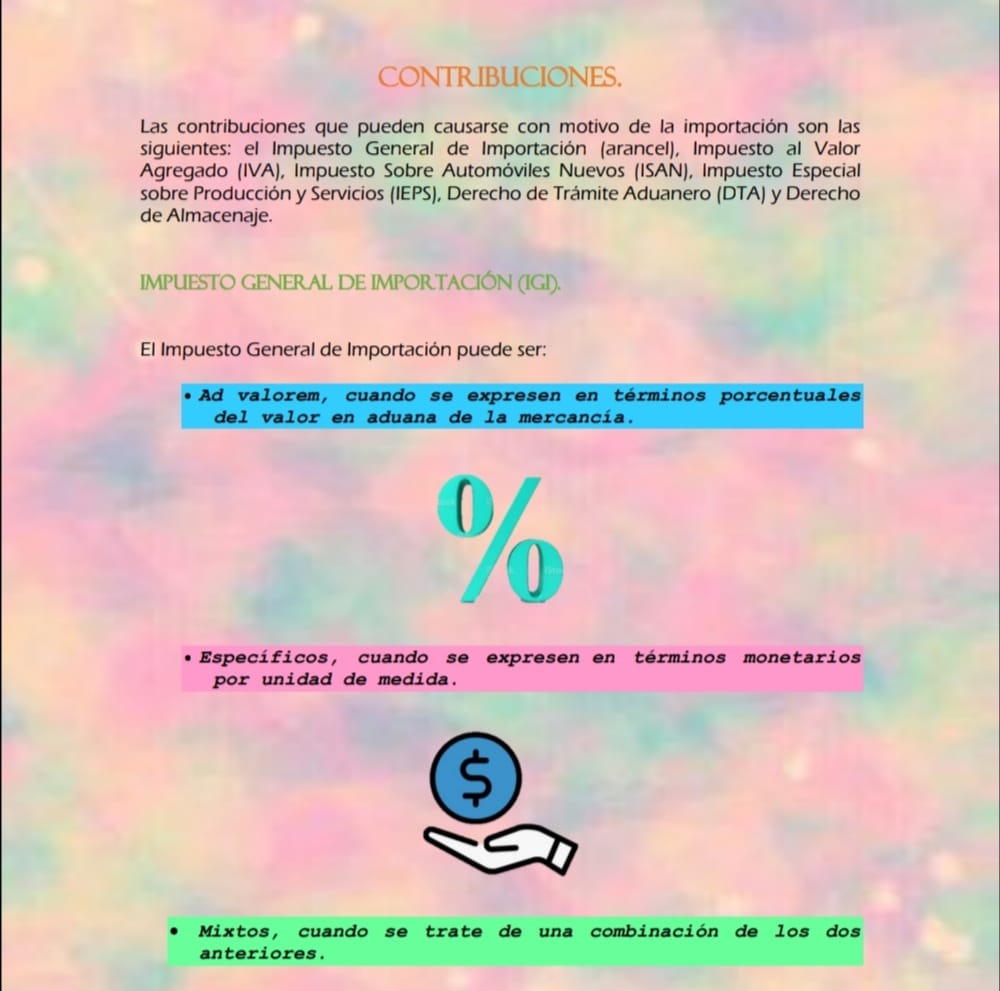 CONTRIBUCIONES.
Las contribuciones que pueden causarse con motivo de la importación son las
siguientes: el Impuesto General de Importación (arancel), Impuesto al Valor
Agregado (IVA), Impuesto Sobre Automóviles Nuevos (ISAN), Impuesto Especial
sobre Producción y Servicios (IEPS), Derecho de Trámite Aduanero (DTA) y Derecho
de Almacenaje.
IMPUESTO GENERAL DE IMPORTACIÓN (IGI).
El Impuesto General de Importación puede ser:
• Ad valorem, cuando se expresen en términos porcentuales
del valor en aduana de la mercancía.
%
• Específicos, cuando se expresen en términos monetarios
por unidad de medida.
$
• Mixtos, cuando se trate de una combinación de los dos
anteriores.